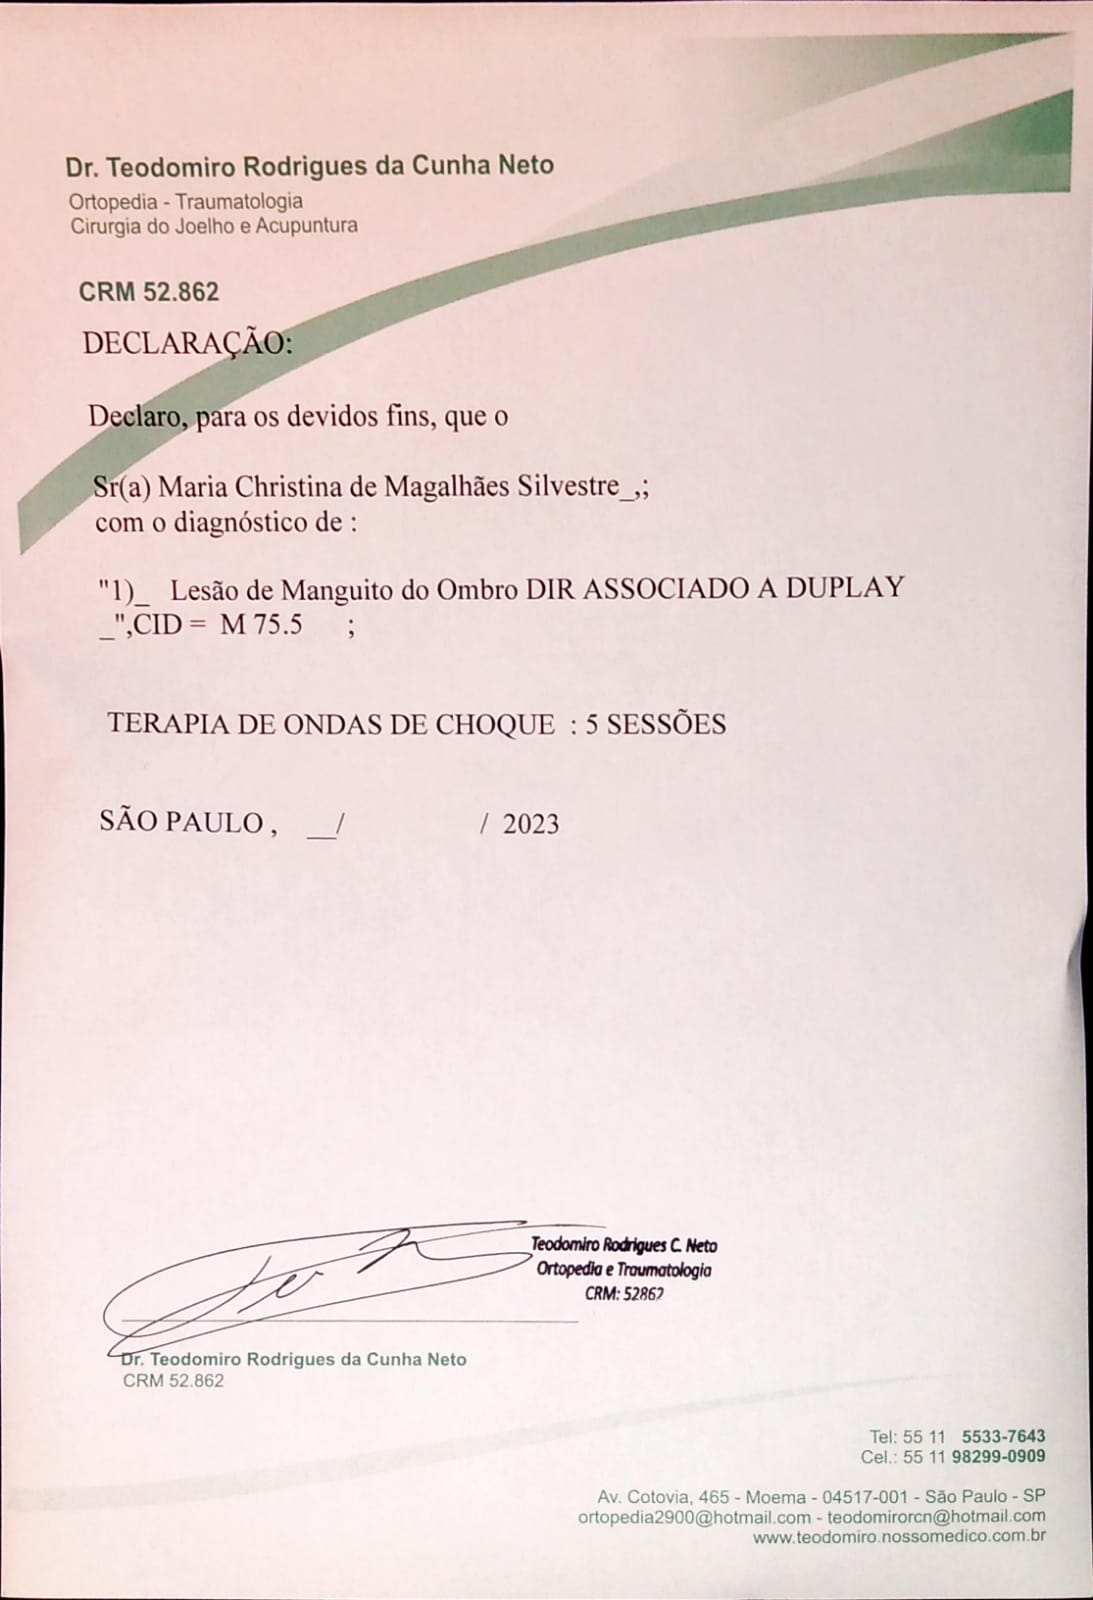 Dr. Teodomiro Rodrigues da Cunha Neto
Ortopedia - Traumatologia
Cirurgia do Joelho e Acupuntura
CRM 52.862
DECLARAÇÃO:
Declaro, para os devidos fins, que o
Sr(a) Maria Christina de Magalhães Silvestre_,;
com o diagnóstico de :
"1)_ Lesão de Manguito do Ombro DIR ASSOCIADO A DUPLAY
_",CID = M 75.5 ;
TERAPIA DE ONDAS DE CHOQUE : 5 SESSÕES
SÃO PAULO , __/ / 2023
Teodomiro Rodrigues C. Neto
Ortopedia e Traumatologia
CRM: 52862
Dr. Teodomiro Rodrigues da Cunha Neto
CRM 52.862
Tel: 55 11 5533-7643
Cel.: 55 11 98299-0909
Av. Cotovia, 465 - Moema - 04517-001 - São Paulo - SP
ortopedia2900@hotmail.com - teodomirorcn@hotmail.com
www.teodomiro.nossomedico.com.br